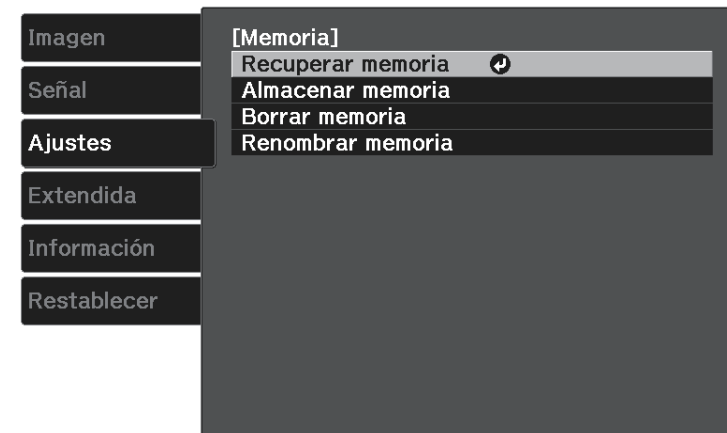 Imagen
Señal
Ajustes
Extendida
Información
Restablecer
[Memoria]
Recuperar memoria
Almacenar memoria
Borrar memoria
Renombrar memoria